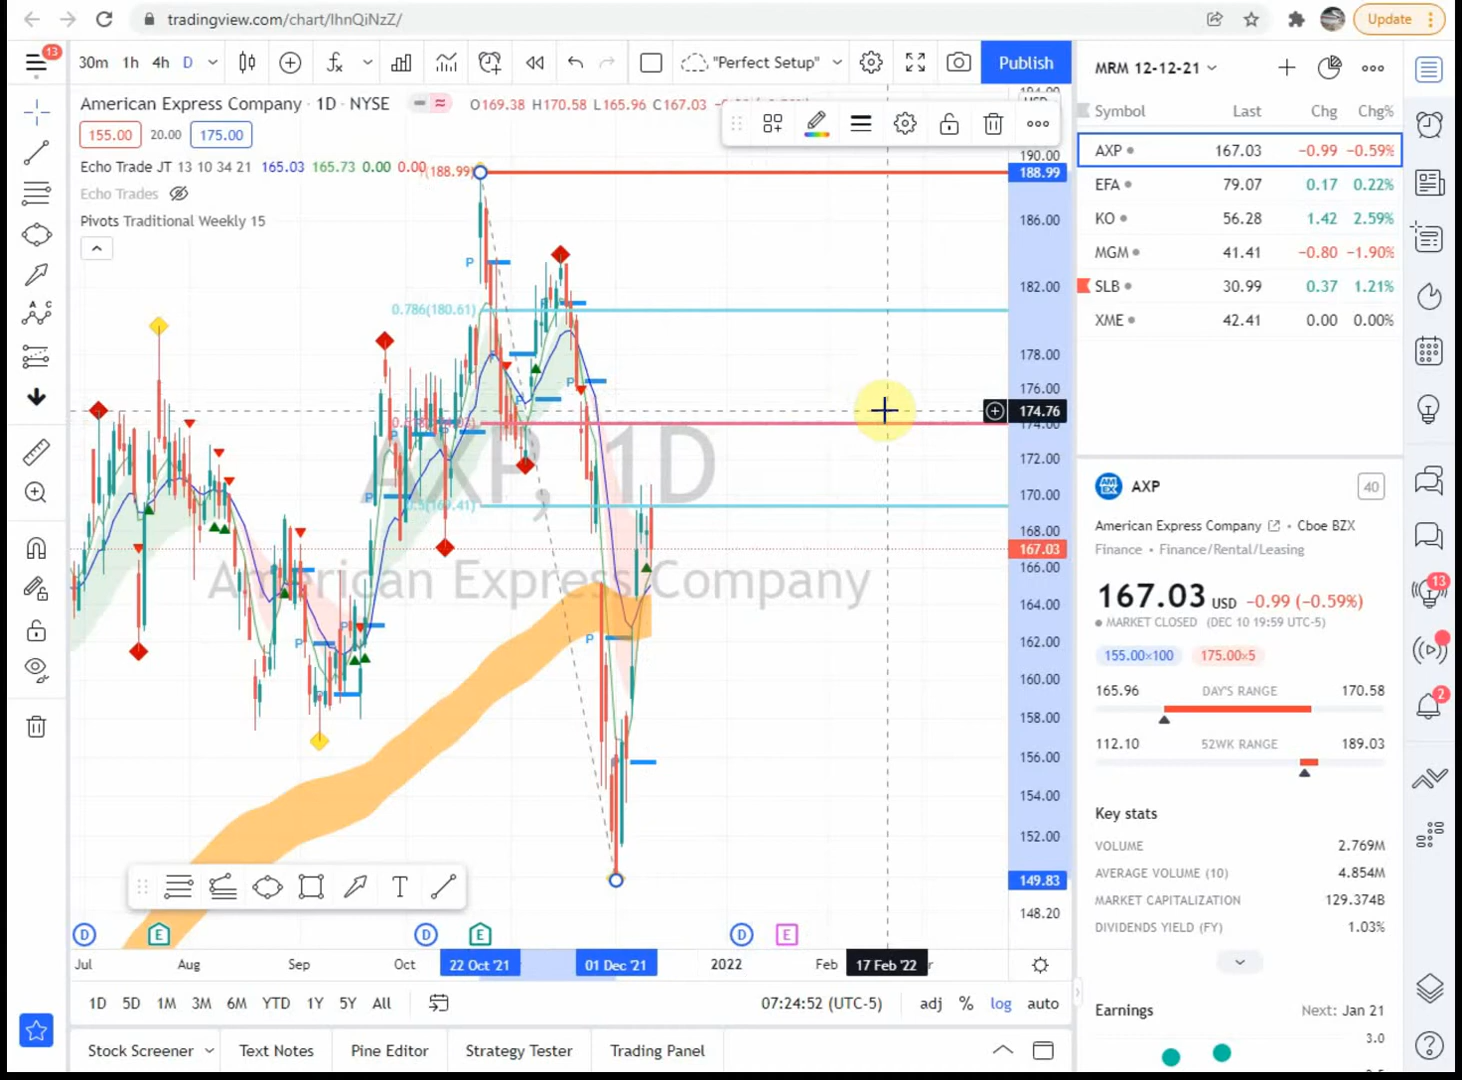 tradingview.com/chart/IhnQiNzZ/
Update
13
30m 1h 4h D
"Perfect Setup"
Publish
MRM 12-12-21
American Express Company · 1D · NYSE
O169.38 H170.58 L165.96 C167.03
155.00 20.00 175.00
Echo Trade JT 13 10 34 21 165.03 165.73 0.00 0.00
Echo Trades
Pivots Traditional Weekly 15
(188.99)
0.786(180.61)
AXP, 1D
American Express Company
P
P
P
P
P
P
190.00
188.99
186.00
182.00
178.00
176.00
174.76
174.00
172.00
170.00
168.00
167.03
166.00
164.00
162.00
160.00
158.00
156.00
154.00
152.00
149.83
148.20
D E D E D E
Jul Aug Sep Oct 22 Oct '21 01 Dec '21 2022 Feb 17 Feb '22
1D 5D 1M 3M 6M YTD 1Y 5Y All
07:24:52 (UTC-5) adj % log auto
Stock Screener Text Notes Pine Editor Strategy Tester Trading Panel
Symbol Last Chg Chg%
AXP 167.03 −0.99 −0.59%
EFA 79.07 0.17 0.22%
KO 56.28 1.42 2.59%
MGM 41.41 −0.80 −1.90%
SLB 30.99 0.37 1.21%
XME 42.41 0.00 0.00%
AXP 40
American Express Company • Cboe BZX
Finance • Finance/Rental/Leasing
167.03 USD −0.99 (−0.59%)
MARKET CLOSED (DEC 10 19:59 UTC-5)
155.00×100 175.00×5
165.96 DAY'S RANGE 170.58
112.10 52WK RANGE 189.03
Key stats
VOLUME 2.769M
AVERAGE VOLUME (10) 4.854M
MARKET CAPITALIZATION 129.374B
DIVIDENDS YIELD (FY) 1.03%
Earnings Next: Jan 21
3.0
13
2